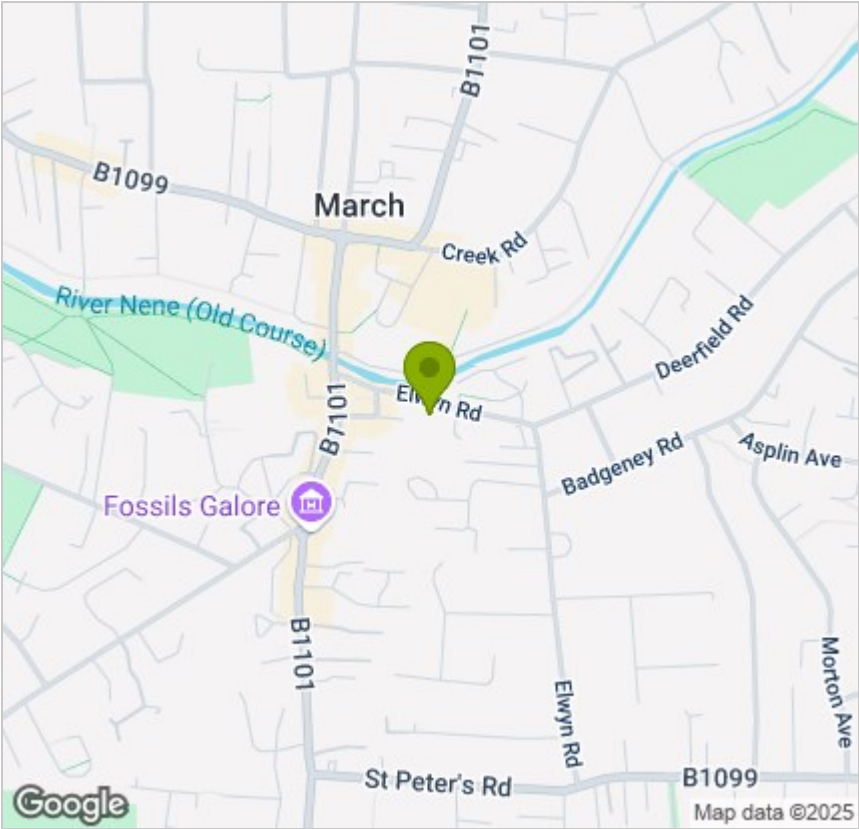 B1101
B1099
March
Creek Rd
River Nene (Old Course)
Deerfield Rd
Elwyn Rd
B1101
Badgeney Rd
Asplin Ave
Fossils Galore
B1101
Morton Ave
Elwyn Rd
St Peter's Rd
B1099
Google
Map data ©2025